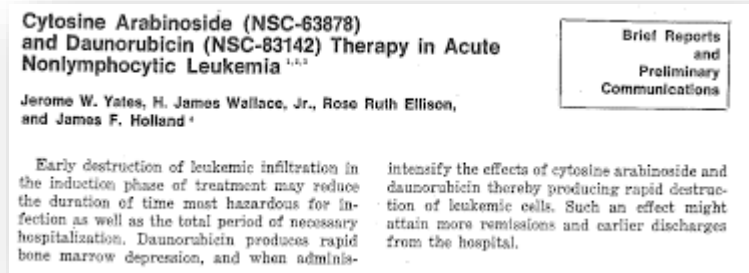 Cytosine Arabinoside (NSC-63878)
and Daunorubicin (NSC-83142) Therapy in Acute
Nonlymphocytic Leukemia 1,2,3
Brief Reports
and
Preliminary
Communications
Jerome W. Yates, H. James Wallace, Jr., Rose Ruth Ellison,
and James F. Holland 4
Early destruction of leukemic infiltration in
the induction phase of treatment may reduce
the duration of time most hazardous for in-
fection as well as the total period of necessary
hospitalization. Daunorubicin produces rapid
bone marrow depression, and when adminis-
intensify the effects of cytosine arabinoside and
daunorubicin thereby producing rapid destruc-
tion of leukemic cells. Such an effect might
attain more remissions and earlier discharges
from the hospital.